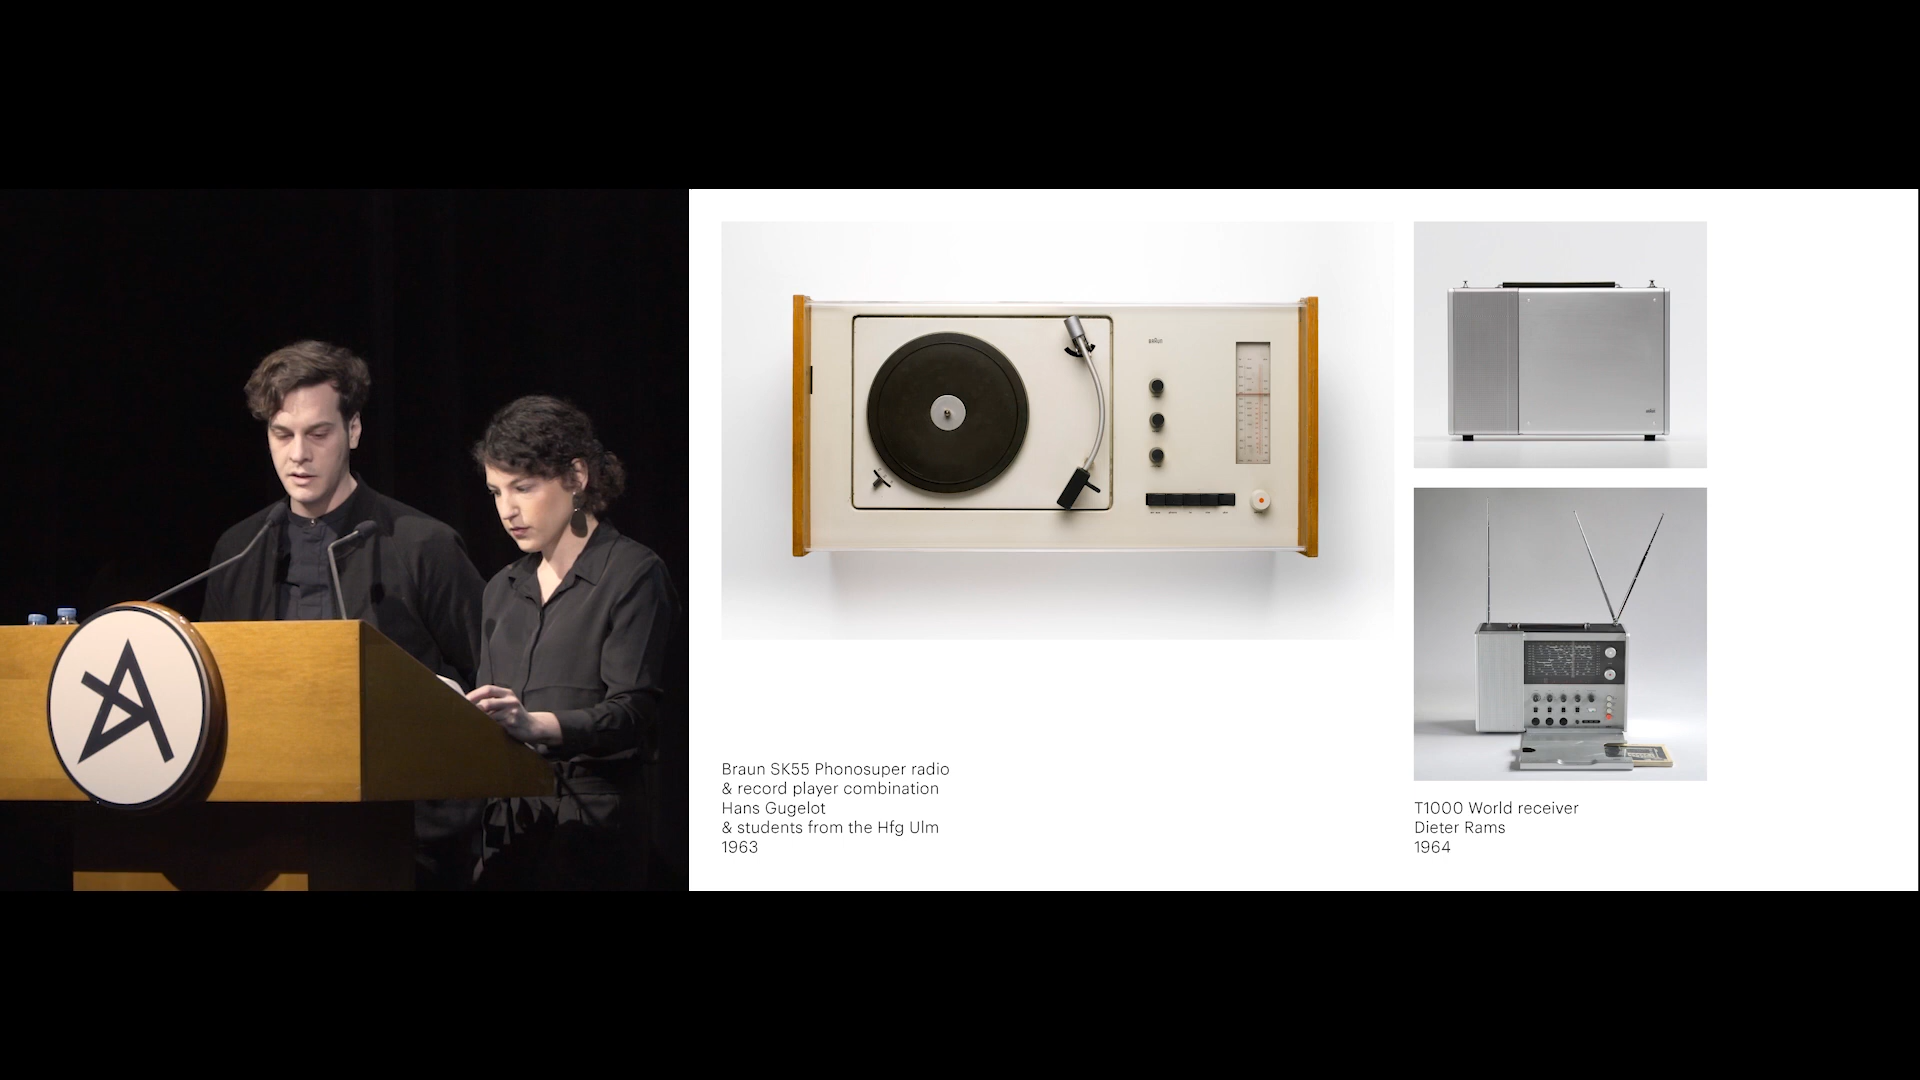 BRAUN
Braun SK55 Phonosuper radio
& record player combination
Hans Gugelot
& students from the Hfg Ulm
1963
T1000 World receiver
Dieter Rams
1964